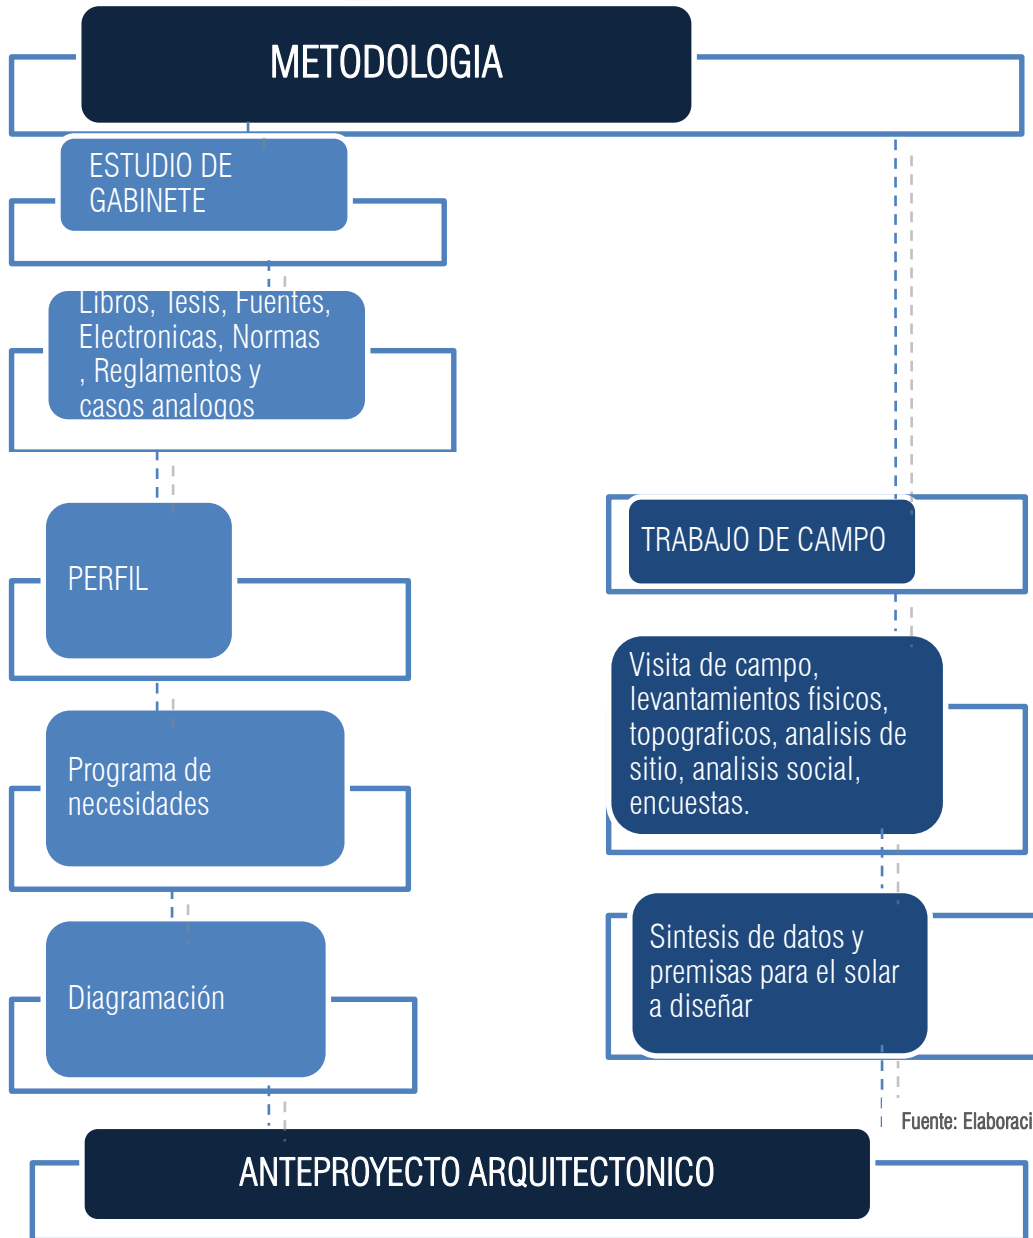 METODOLOGIA
ESTUDIO DE
GABINETE
Libros, Tesis, Fuentes,
Electronicas, Normas
, Reglamentos y
casos analogos
PERFIL
Programa de
necesidades
Diagramación
TRABAJO DE CAMPO
Visita de campo,
levantamientos fisicos,
topograficos, analisis de
sitio, analisis social,
encuestas.
Sintesis de datos y
premisas para el solar
a diseñar
Fuente: Elaboraci
ANTEPROYECTO ARQUITECTONICO